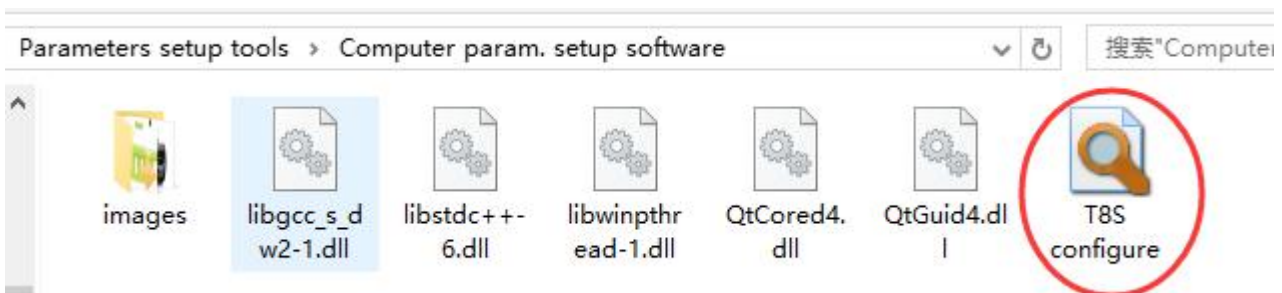 Parameters setup tools › Computer param. setup software
搜索"Computer
images
libgcc_s_d
w2-1.dll
libstdc++-
6.dll
libwinpthr
ead-1.dll
QtCored4.
dll
QtGuid4.dl
l
T8S
configure